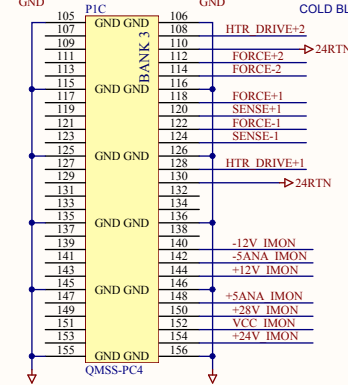 GND P1C GND COLD BL
105 GND GND 106
107 108 HTR_DRIVE+2
109 110 24RTN
111 112 FORCE+2
113 114 FORCE-2
BANK 3
115 GND GND 116
117 118 FORCE+1
119 120 SENSE+1
121 122 FORCE-1
123 124 SENSE-1
125 GND GND 126
127 128 HTR_DRIVE+1
129 130 24RTN
131 132
133 134
135 GND GND 136
137 138
139 140 -12V_IMON
141 142 -5ANA_IMON
143 144 +12V_IMON
145 GND GND 146
147 148 +5ANA_IMON
149 150 +28V_IMON
151 152 VCC_IMON
153 154 +24V_IMON
155 GND GND 156
QMSS-PC4